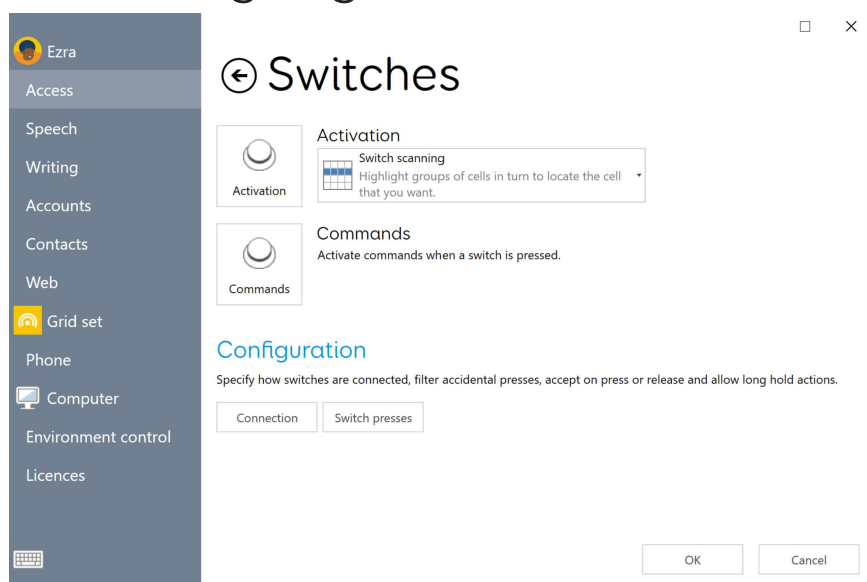 Ezra
Access
Speech
Writing
Accounts
Contacts
Web
Grid set
Phone
Computer
Environment control
Licences
Switches
Activation
Activation
Switch scanning
Highlight groups of cells in turn to locate the cell
that you want.
Commands
Commands
Activate commands when a switch is pressed.
Configuration
Specify how switches are connected, filter accidental presses, accept on press or release and allow long hold actions.
Connection
Switch presses
OK
Cancel